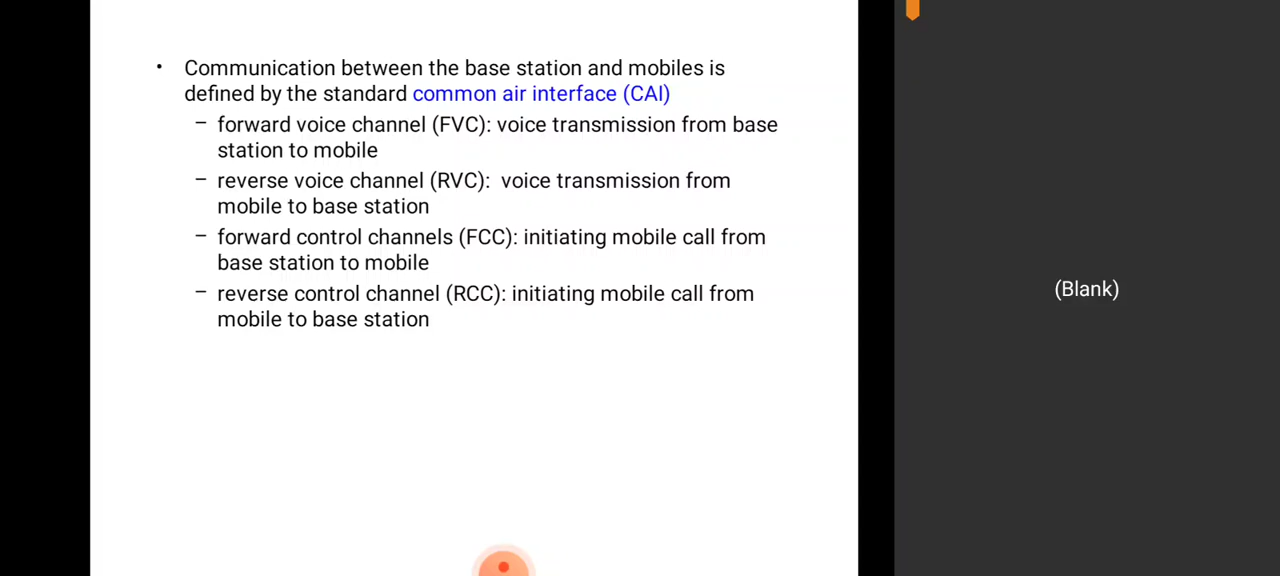 • Communication between the base station and mobiles is
defined by the standard common air interface (CAI)
– forward voice channel (FVC): voice transmission from base
station to mobile
– reverse voice channel (RVC):  voice transmission from
mobile to base station
– forward control channels (FCC): initiating mobile call from
base station to mobile
– reverse control channel (RCC): initiating mobile call from
mobile to base station
(Blank)